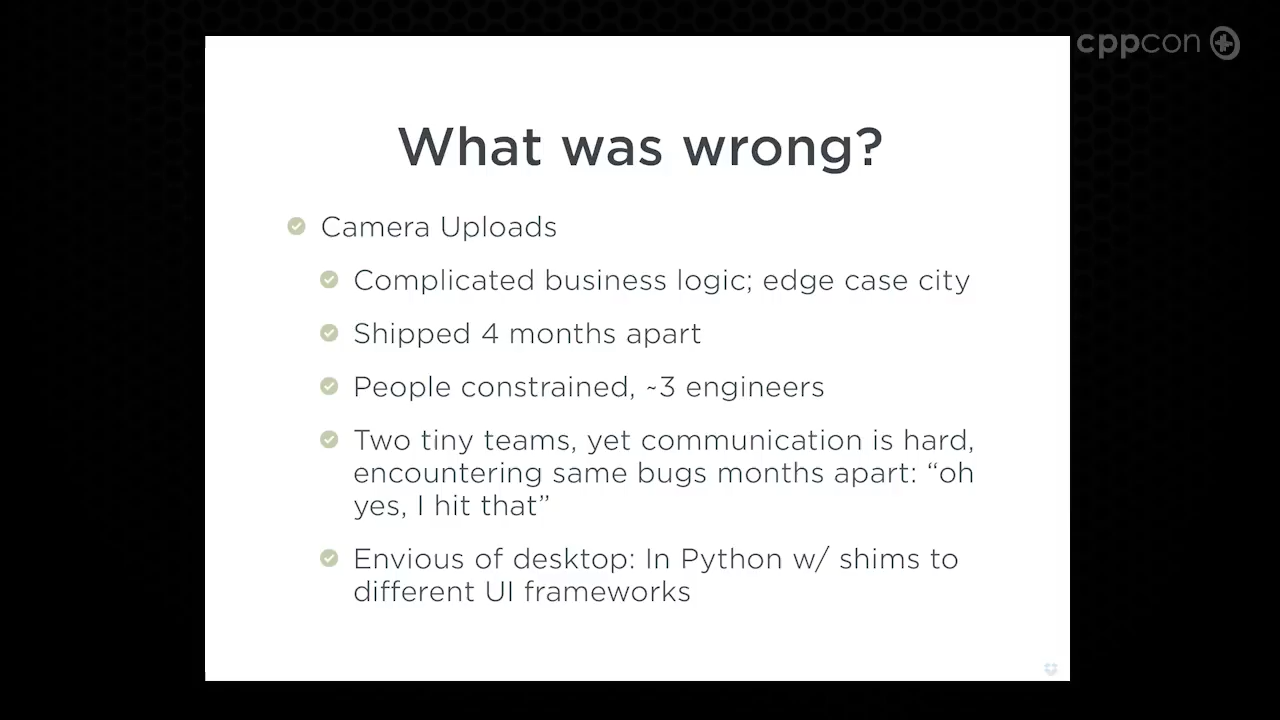 cppcon
What was wrong?
Camera Uploads
Complicated business logic; edge case city
Shipped 4 months apart
People constrained, ~3 engineers
Two tiny teams, yet communication is hard,
encountering same bugs months apart: “oh
yes, I hit that”
Envious of desktop: In Python w/ shims to
different UI frameworks